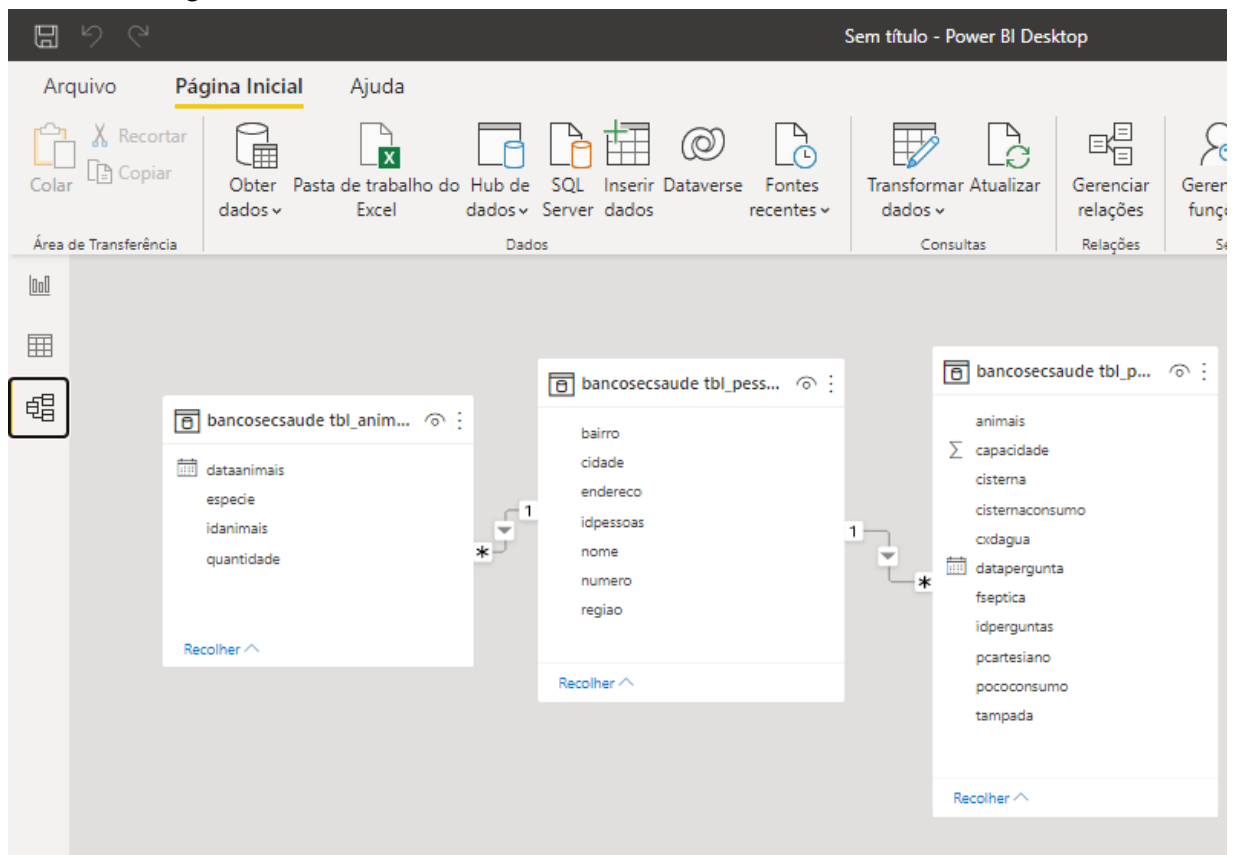 Sem título - Power BI Desktop
Arquivo Página Inicial Ajuda
Colar
Recortar
Copiar
Área de Transferência
Obter dados
Pasta de trabalho do Excel
Hub de dados
SQL Server
Inserir dados
Dataverse
Fontes recentes
Dados
Transformar dados
Atualizar
Consultas
Gerenciar relações
Relações
Geren
funçõ
Se
bancosecsaude tbl_anim...
dataanimais
especie
idanimais
quantidade
Recolher
*
1
bancosecsaude tbl_pess...
bairro
cidade
endereco
idpessoas
nome
numero
regiao
Recolher
1
*
bancosecsaude tbl_p...
animais
∑ capacidade
cisterna
cisternaconsumo
cxdagua
datapergunta
fseptica
idperguntas
pcartesiano
pococonsumo
tampada
Recolher